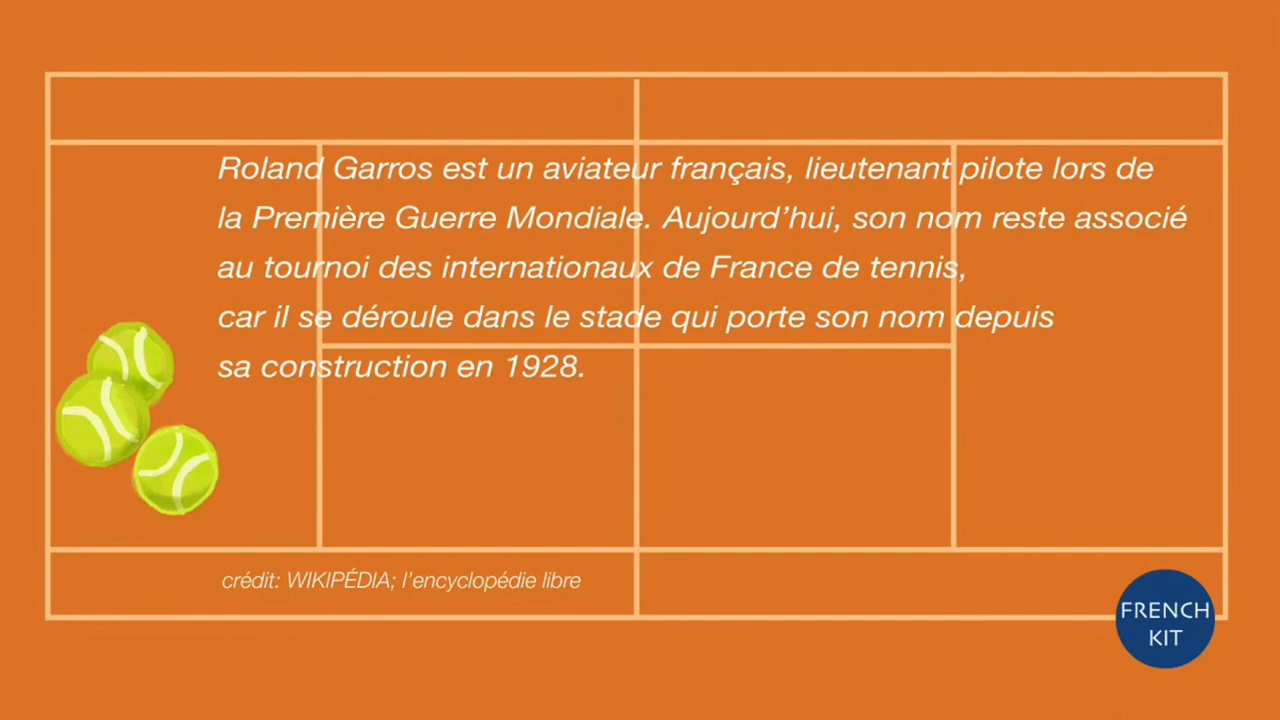 Roland Garros est un aviateur français, lieutenant pilote lors de
la Première Guerre Mondiale. Aujourd’hui, son nom reste associé
au tournoi des internationaux de France de tennis,
car il se déroule dans le stade qui porte son nom depuis
sa construction en 1928.
crédit: WIKIPÉDIA; l’encyclopédie libre
FRENCH
KIT